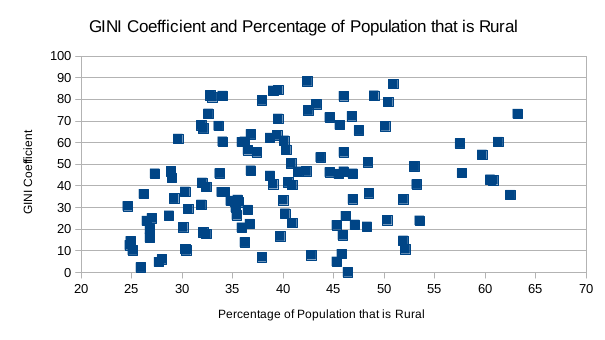 GINI Coefficient and Percentage of Population that is Rural
100
90
80
70
60
50
40
30
20
10
0
GINI Coefficient
20 25 30 35 40 45 50 55 60 65 70
Percentage of Population that is Rural